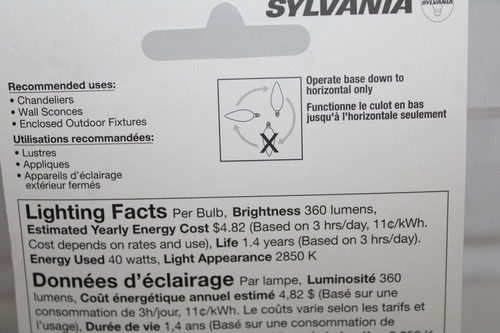 SYLVANIA
SYLVANIA
Recommended uses:
• Chandeliers
• Wall Sconces
• Enclosed Outdoor Fixtures
Utilisations recommandées:
• Lustres
• Appliques
• Appareils d'éclairage
extérieur fermés
Operate base down to
horizontal only
Fonctionne le culot en bas
jusqu'à l'horizontale seulement
Lighting Facts Per Bulb, Brightness 360 lumens,
Estimated Yearly Energy Cost $4.82 (Based on 3 hrs/day, 11¢/kWh.
Cost depends on rates and use), Life 1.4 years (Based on 3 hrs/day).
Energy Used 40 watts, Light Appearance 2850 K
Données d'éclairage Par lampe, Luminosité 360
lumens, Coût énergétique annuel estimé 4,82 $ (Basé sur une
consommation de 3h/jour, 11¢/kWh. Le coûts varie selon les tarifs et
l'usage), Durée de vie 1,4 ans (Basé sur une consommation de